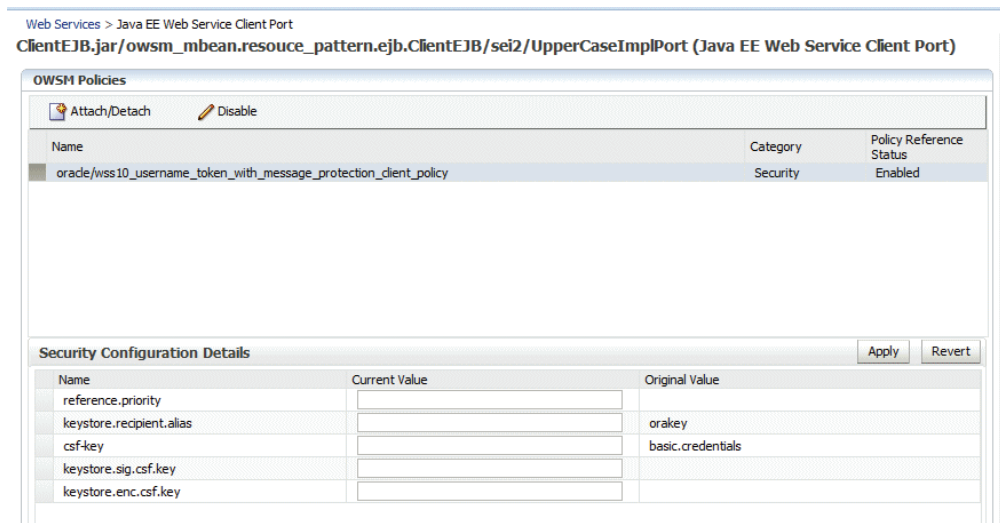 Web Services > Java EE Web Service Client Port
ClientEJB.jar/owsm_mbean.resouce_pattern.ejb.ClientEJB/sei2/UpperCaseImplPort (Java EE Web Service Client Port)
OWSM Policies
Attach/Detach Disable
Name Category Policy Reference Status
oracle/wss10_username_token_with_message_protection_client_policy Security Enabled
Security Configuration Details Apply Revert
Name Current Value Original Value
reference.priority
keystore.recipient.alias orakey
csf-key basic.credentials
keystore.sig.csf.key
keystore.enc.csf.key